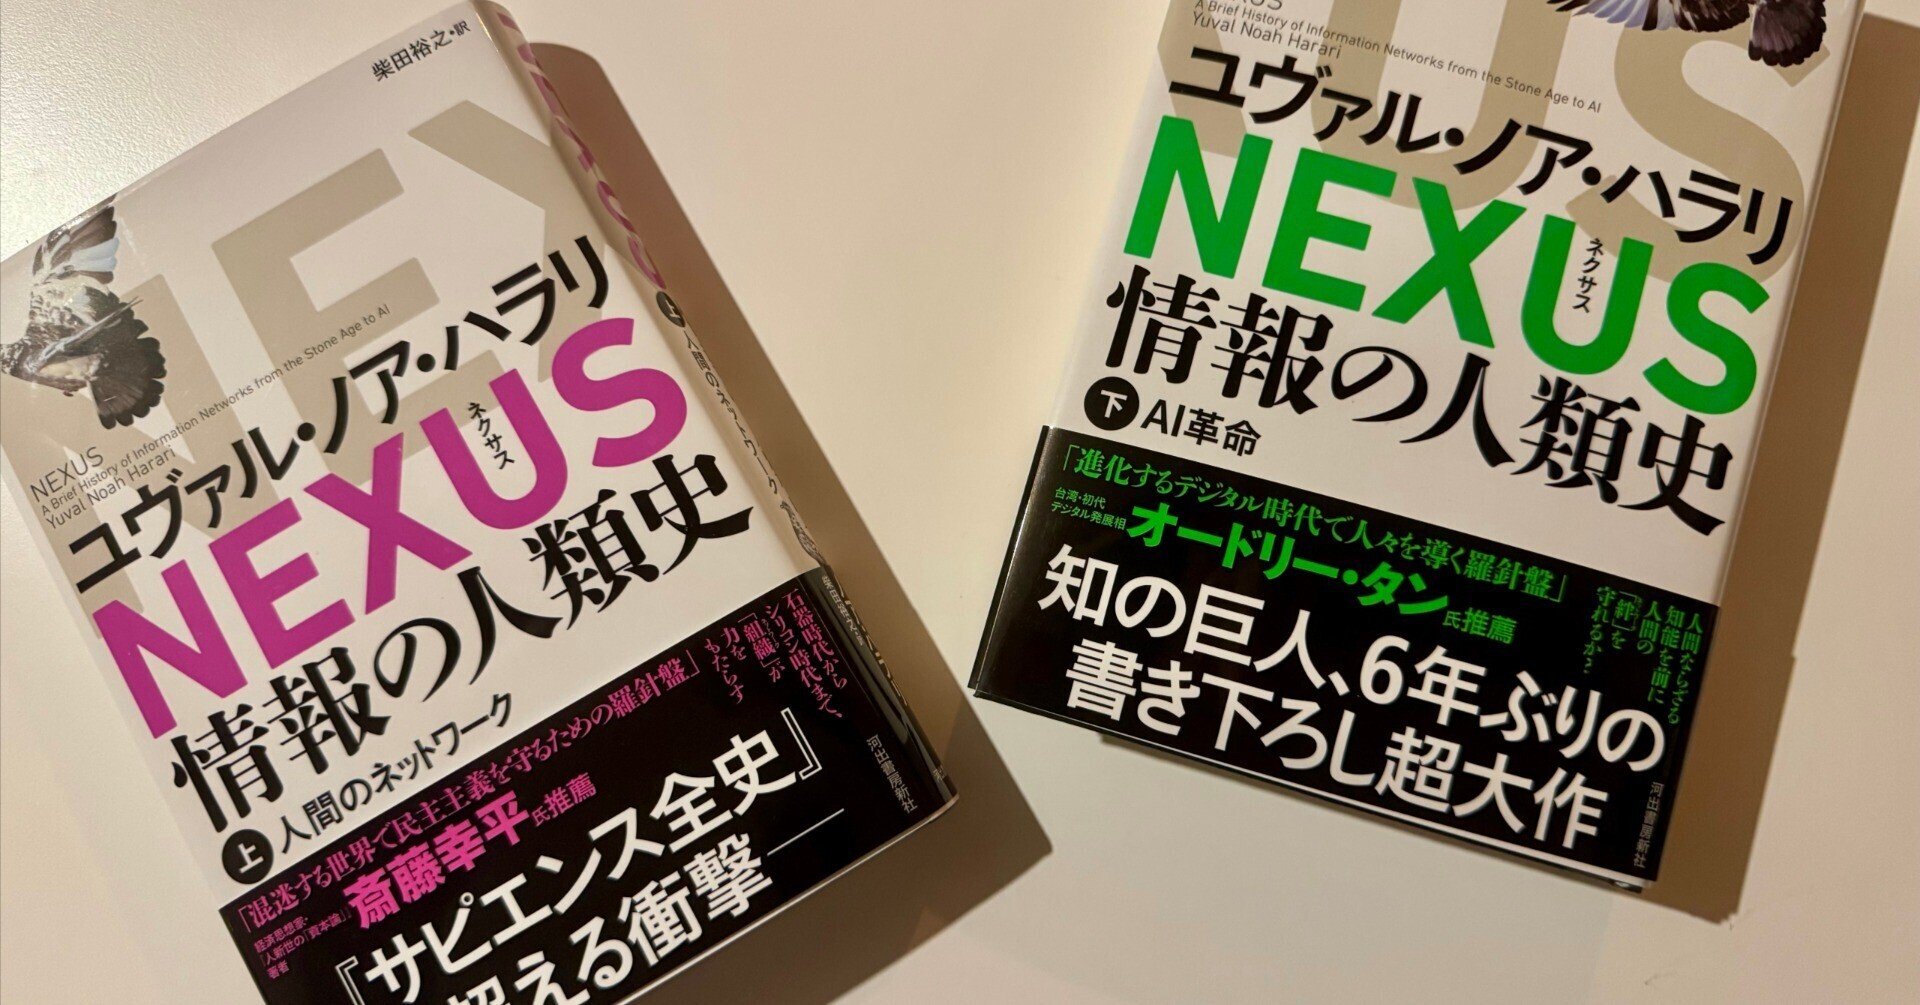 柴田裕之・訳
NEX
NEXUS
A Brief History of Information Networks from the Stone Age to AI
Yuval Noah Harari
ユヴァル・ノア・ハラリ
NEXUS
ネクサス
情報の人類史
上 人間のネットワーク
「混迷する世界で民主主義を守るための羅針盤」
経済思想家・
『人新世の「資本論」』
著者
斎藤幸平氏推薦
石器時代から
シリコン時代まで、
「組織」が
力を
もたらす
『サピエンス全史』
超える衝撃――
河出書房新社
上 人間のネットワーク
US
NEXUS
A Brief History of Information Networks from the Stone Age to AI
Yuval Noah Harari
ユヴァル・ノア・ハラリ
NEXUS
ネクサス
情報の人類史
下 AI革命
「進化するデジタル時代で人々を導く羅針盤」
台湾・初代
デジタル発展相
オードリー・タン氏推薦
人間ならざる
知能を前に
人間の
「絆」を
守れるか?
知の巨人、6年ぶりの
書き下ろし超大作
河出書房新社